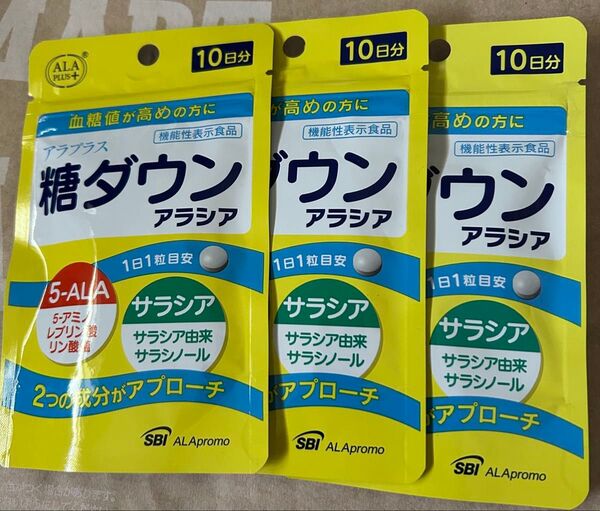 ALA
PLUS+
®
10日分
血糖値が高めの方に
機能性表示食品
アラプラス
糖ダウン
アラシア
1日1粒目安
5-ALA
5-アミノ
レブリン酸
リン酸塩
サラシア
サラシア由来
サラシノール
2つの成分がアプローチ
SBI ALApromo
10日分
高めの方に
機能性表示食品
ダウン
アラシア
1日1粒目安
サラシア
サラシア由来
サラシノール
がアプローチ
SBI ALApromo
10日分
高めの方に
機能性表示食品
ダウン
アラシア
1日1粒目安
サラシア
サラシア由来
サラシノール
がアプローチ
SBI ALApromo